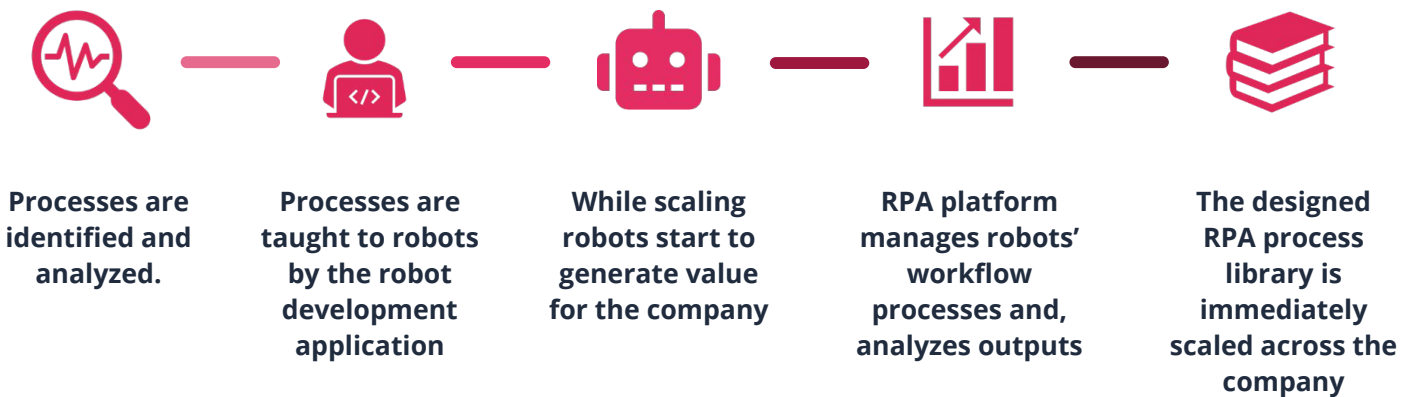 </>
Processes are
identified and
analyzed.
Processes are
taught to robots
by the robot
development
application
While scaling
robots start to
generate value
for the company
RPA platform
manages robots’
workflow
processes and,
analyzes outputs
The designed
RPA process
library is
immediately
scaled across the
company